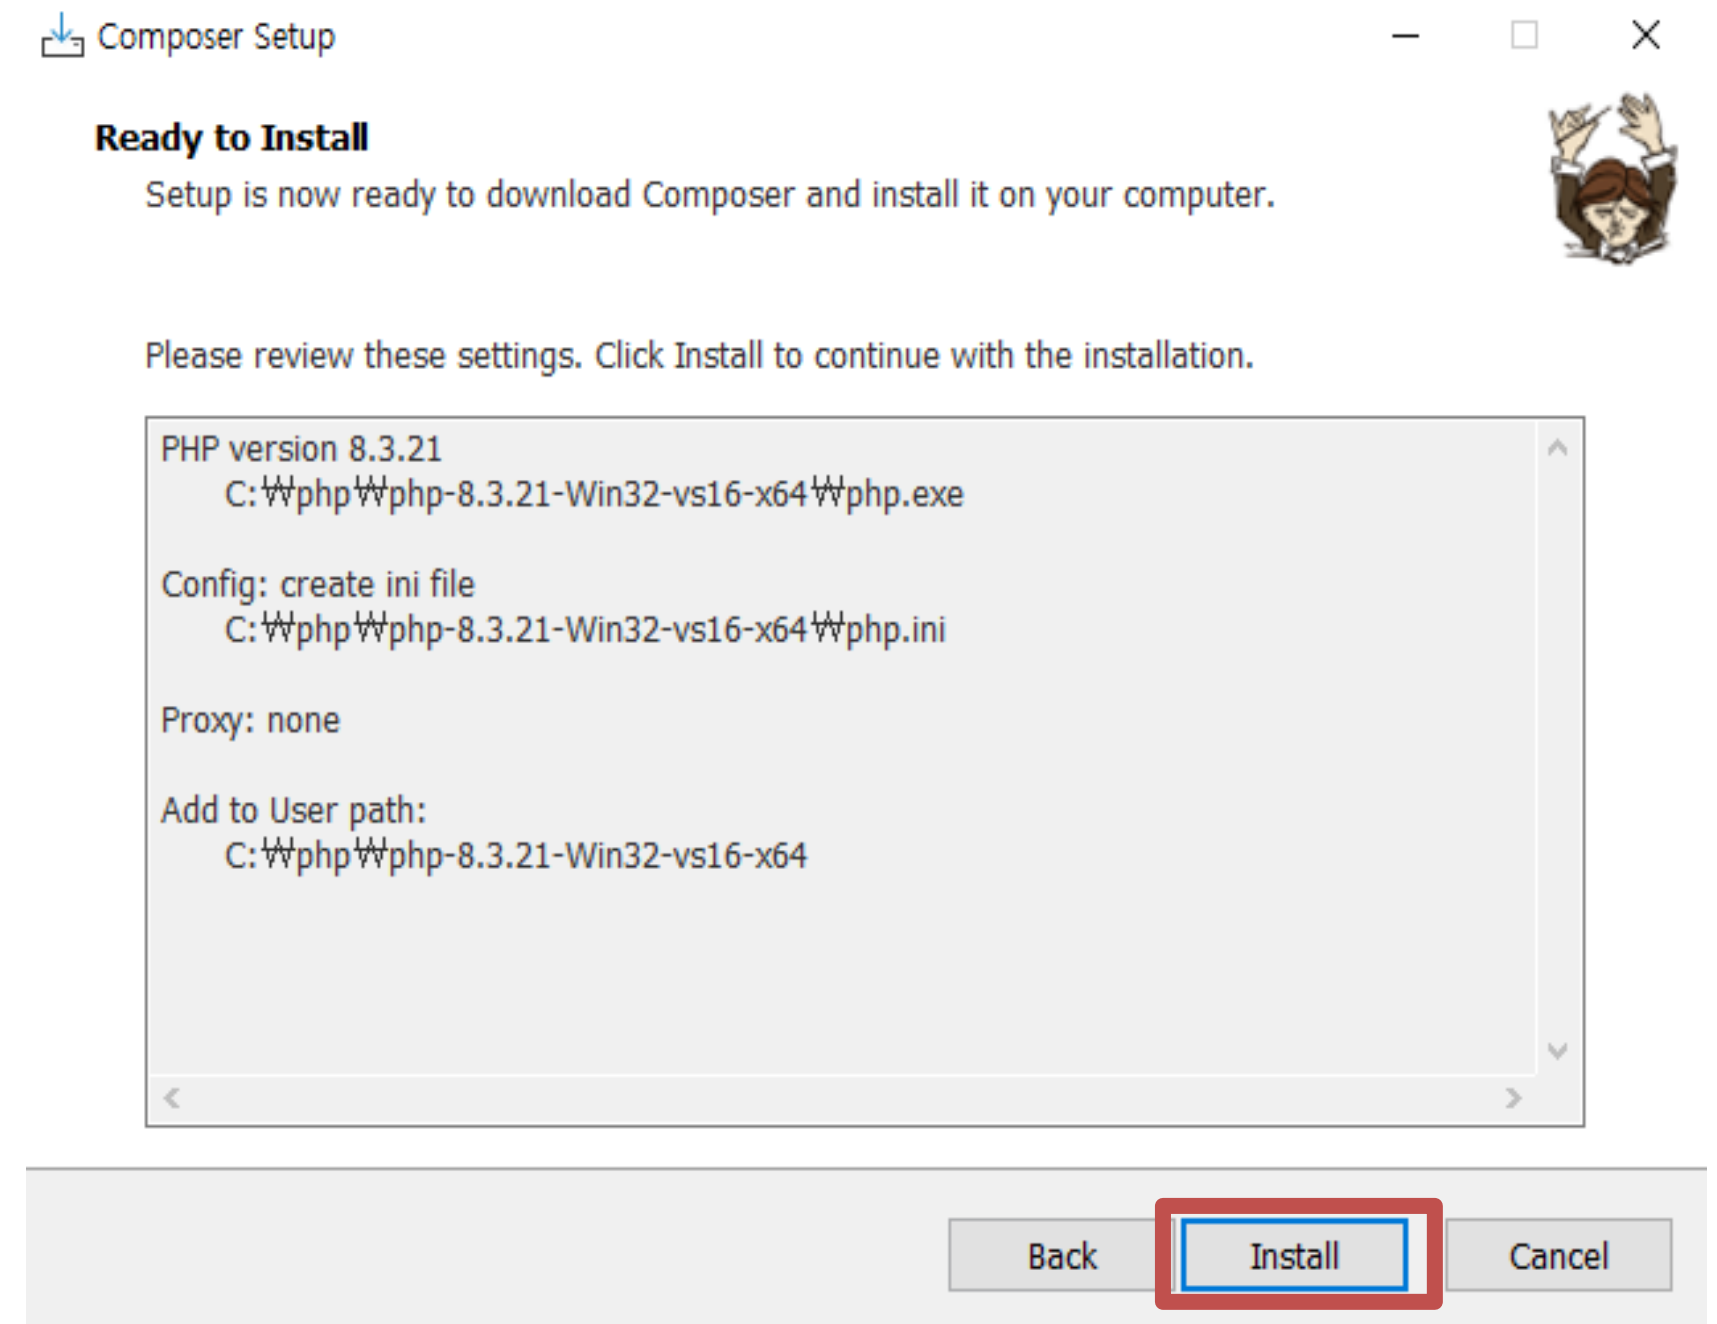 Composer Setup
Ready to Install
Setup is now ready to download Composer and install it on your computer.
Please review these settings. Click Install to continue with the installation.
PHP version 8.3.21
C:₩php₩php-8.3.21-Win32-vs16-x64₩php.exe
Config: create ini file
C:₩php₩php-8.3.21-Win32-vs16-x64₩php.ini
Proxy: none
Add to User path:
C:₩php₩php-8.3.21-Win32-vs16-x64
Back Install Cancel